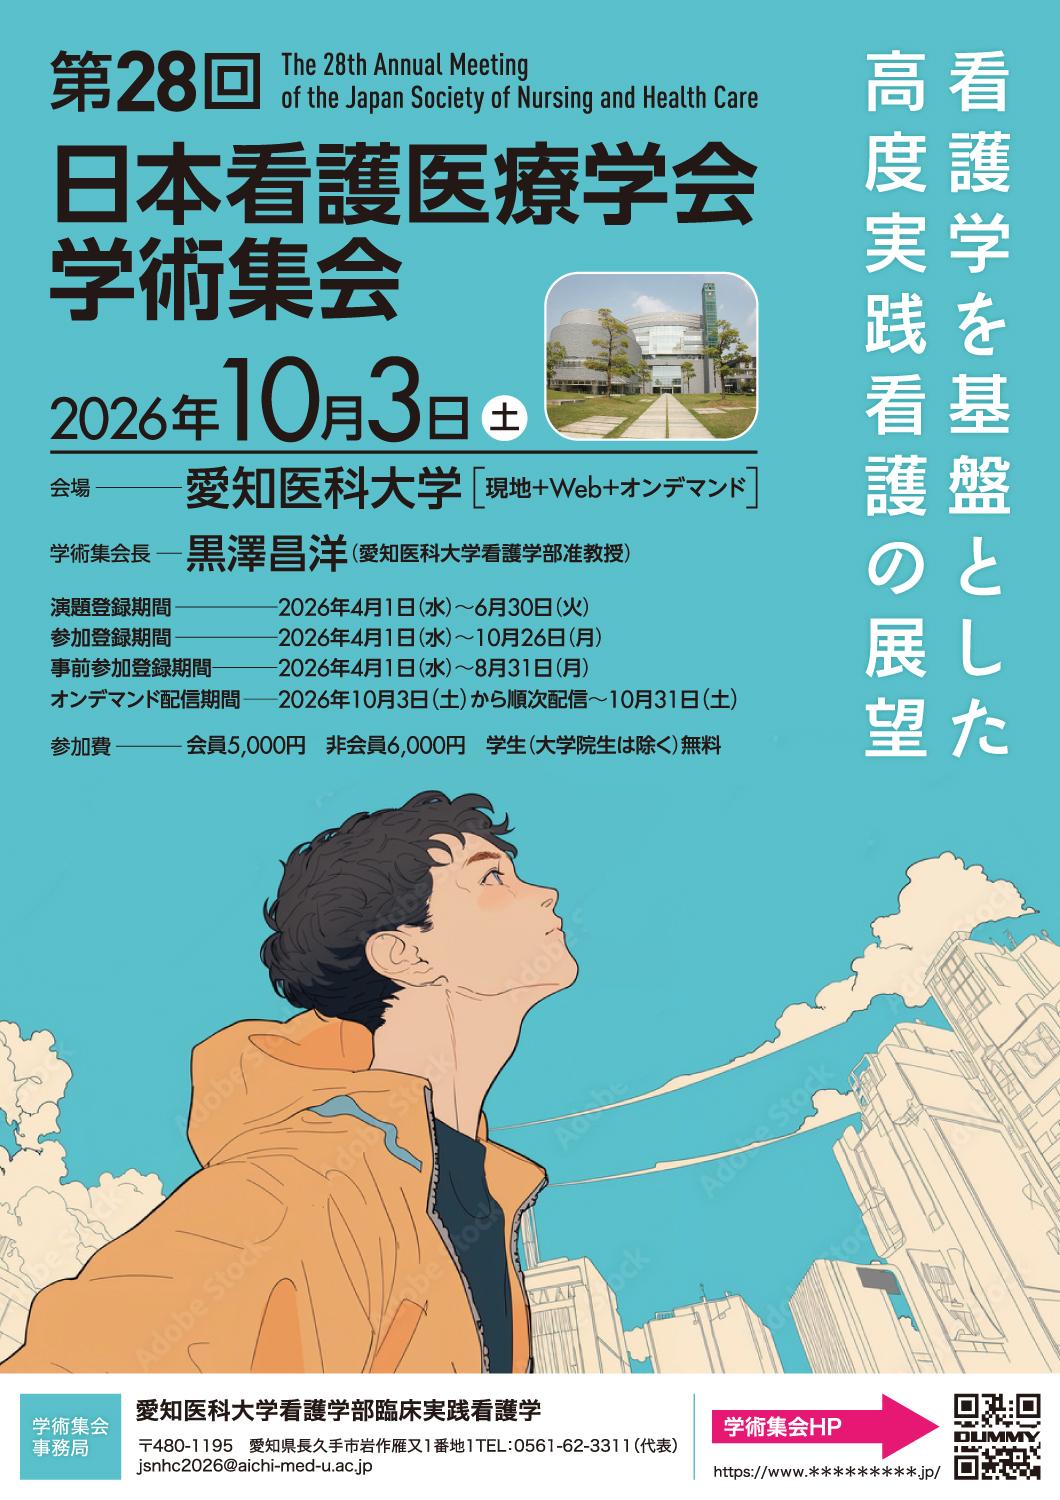 第28回
The 28th Annual Meeting
of the Japan Society of Nursing and Health Care
日本看護医療学会
学術集会
看護学を基盤とした
高度実践看護の展望
2026年10月3日 土
会場 愛知医科大学 [現地+Web+オンデマンド]
学術集会長 黒澤昌洋(愛知医科大学看護学部准教授)
演題登録期間 2026年4月1日(水)〜6月30日(火)
参加登録期間 2026年4月1日(水)〜10月26日(月)
事前参加登録期間 2026年4月1日(水)〜8月31日(月)
オンデマンド配信期間 2026年10月3日(土)から順次配信〜10月31日(土)
参加費 会員5,000円 非会員6,000円 学生(大学院生は除く)無料
Adobe Stock
Adobe Stock
Adobe Stock
Adobe Stock
Adobe Stock
Adobe Stock
Adobe Stock
学術集会
事務局
愛知医科大学看護学部臨床実践看護学
〒480-1195 愛知県長久手市岩作雁又1番地1TEL:0561-62-3311(代表)
jsnhc2026@aichi-med-u.ac.jp
学術集会HP
https://www.*********.jp/
DUMMY